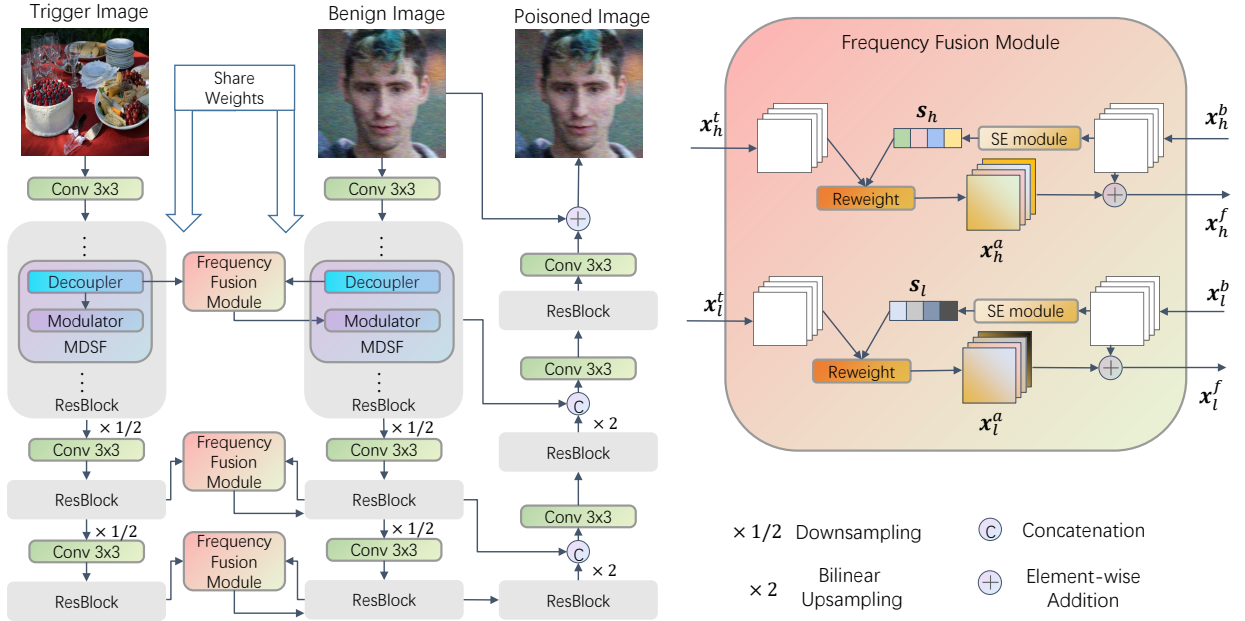 Trigger Image
Benign Image
Poisoned Image
Share
Weights
Conv 3x3
Conv 3x3
⋮
Decoupler
Modulator
MDSF
⋮
ResBlock
Frequency
Fusion
Module
⋮
Decoupler
Modulator
MDSF
⋮
ResBlock
× 1/2
Conv 3x3
ResBlock
× 1/2
Conv 3x3
ResBlock
Frequency
Fusion
Module
Frequency
Fusion
Module
× 1/2
Conv 3x3
ResBlock
× 1/2
Conv 3x3
ResBlock
+
Conv 3x3
ResBlock
Conv 3x3
C
× 2
ResBlock
Conv 3x3
C
× 2
ResBlock
Frequency Fusion Module
x_h^t
s_h
SE module
x_h^b
Reweight
+
x_h^a
x_h^f
x_l^t
s_l
SE module
x_l^b
Reweight
+
x_l^a
x_l^f
× 1/2 Downsampling
C Concatenation
× 2 Bilinear
Upsampling
+ Element-wise
Addition